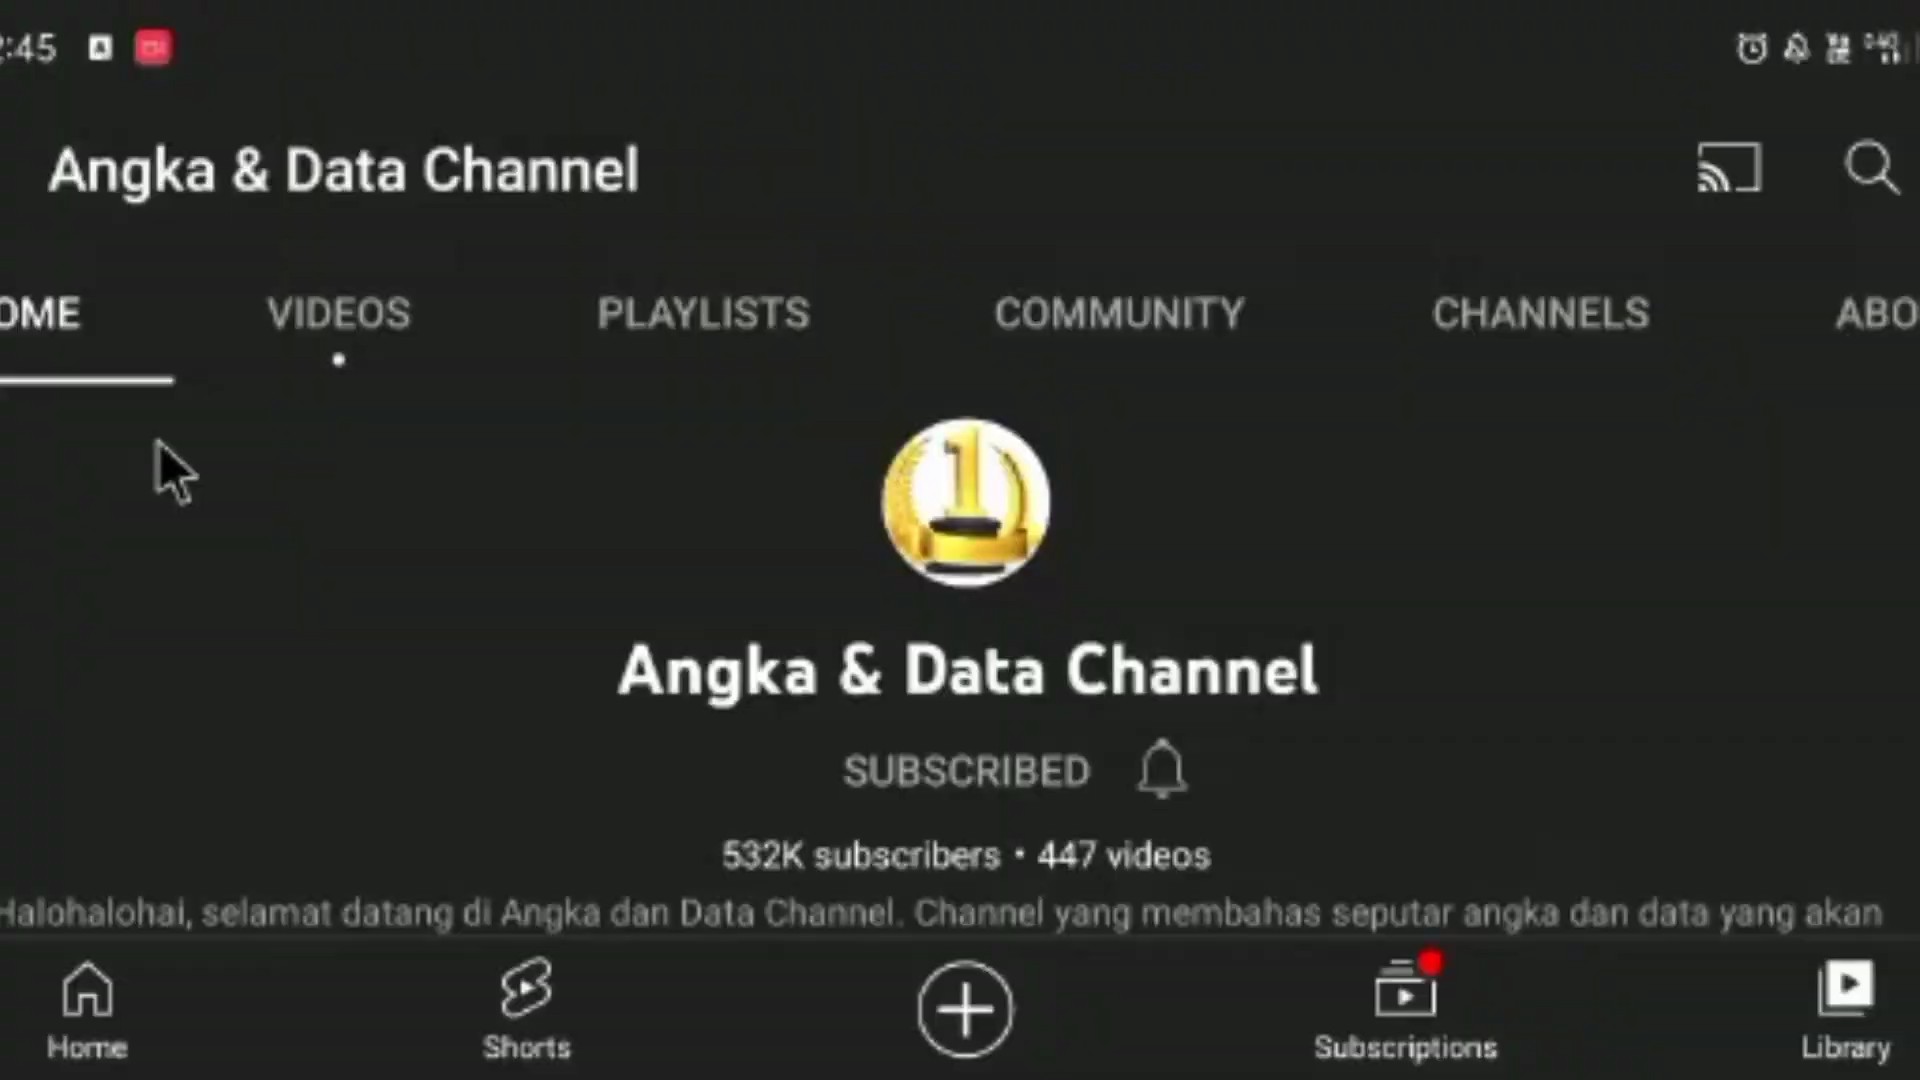 :45
Angka & Data Channel
OME VIDEOS PLAYLISTS COMMUNITY CHANNELS ABO
1
Angka & Data Channel
SUBSCRIBED
532K subscribers • 447 videos
Halohalohai, selamat datang di Angka dan Data Channel. Channel yang membahas seputar angka dan data yang akan
Home Shorts Subscriptions Library